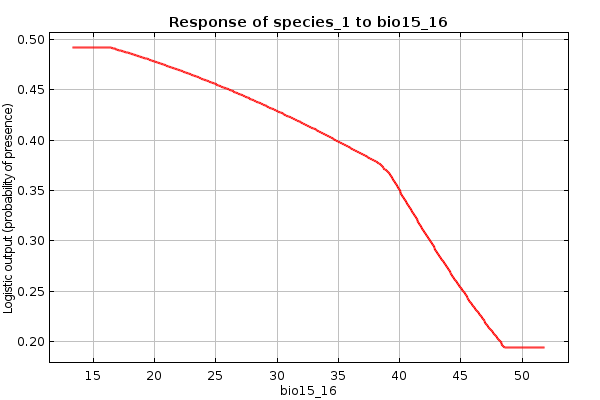 Response of species_1 to bio15_16
Logistic output (probability of presence)
0.50
0.45
0.40
0.35
0.30
0.25
0.20
15 20 25 30 35 40 45 50
bio15_16